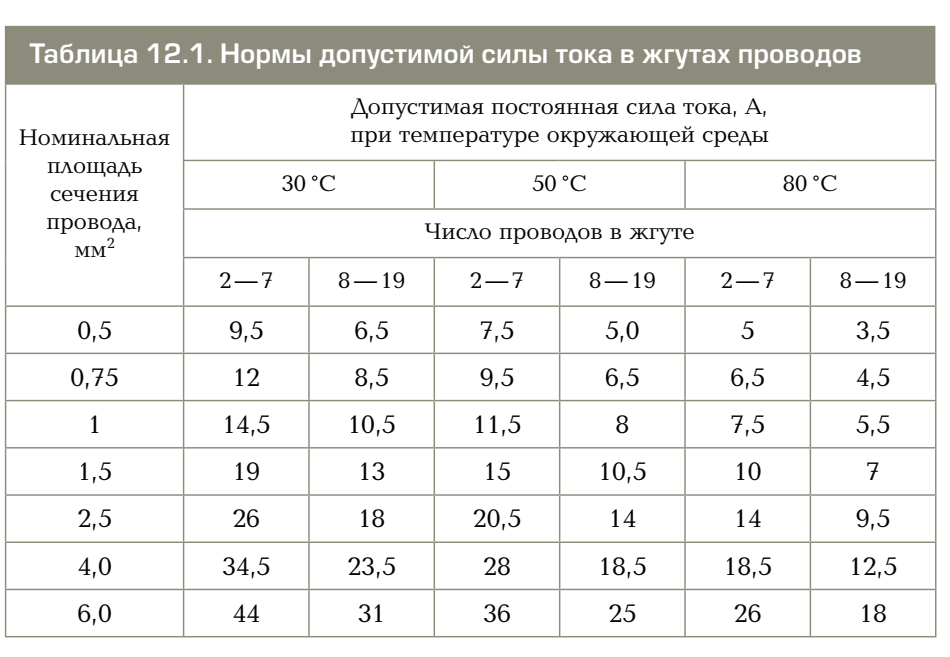 Таблица 12.1. Нормы допустимой силы тока в жгутах проводов
Номинальная
площадь
сечения
провода,
мм²
Допустимая постоянная сила тока, А,
при температуре окружающей среды
30 °С 50 °С 80 °С
Число проводов в жгуте
2—7 8—19 2—7 8—19 2—7 8—19
0,5 9,5 6,5 7,5 5,0 5 3,5
0,75 12 8,5 9,5 6,5 6,5 4,5
1 14,5 10,5 11,5 8 7,5 5,5
1,5 19 13 15 10,5 10 7
2,5 26 18 20,5 14 14 9,5
4,0 34,5 23,5 28 18,5 18,5 12,5
6,0 44 31 36 25 26 18